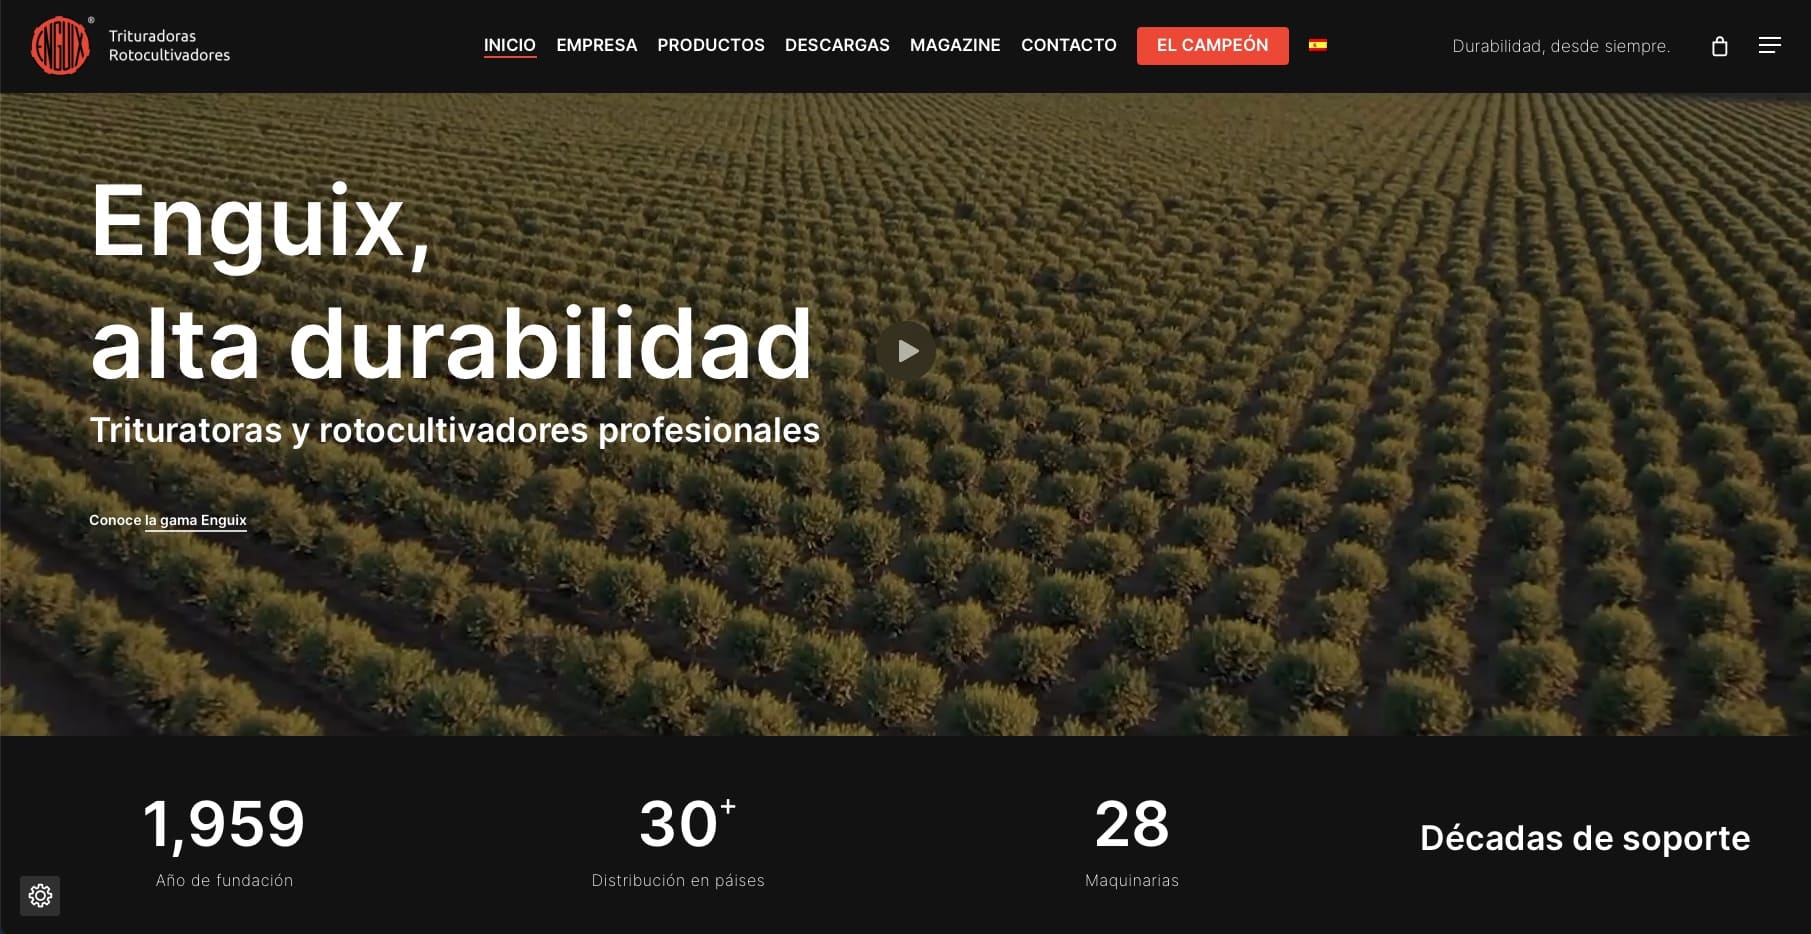 ENGUIX ®
Trituradoras
Rotocultivadores
INICIO EMPRESA PRODUCTOS DESCARGAS MAGAZINE CONTACTO EL CAMPEÓN
Durabilidad, desde siempre.
Enguix,
alta durabilidad
Trituratoras y rotocultivadores profesionales
Conoce la gama Enguix
1,959
Año de fundación
30+
Distribución en páises
28
Maquinarias
Décadas de soporte